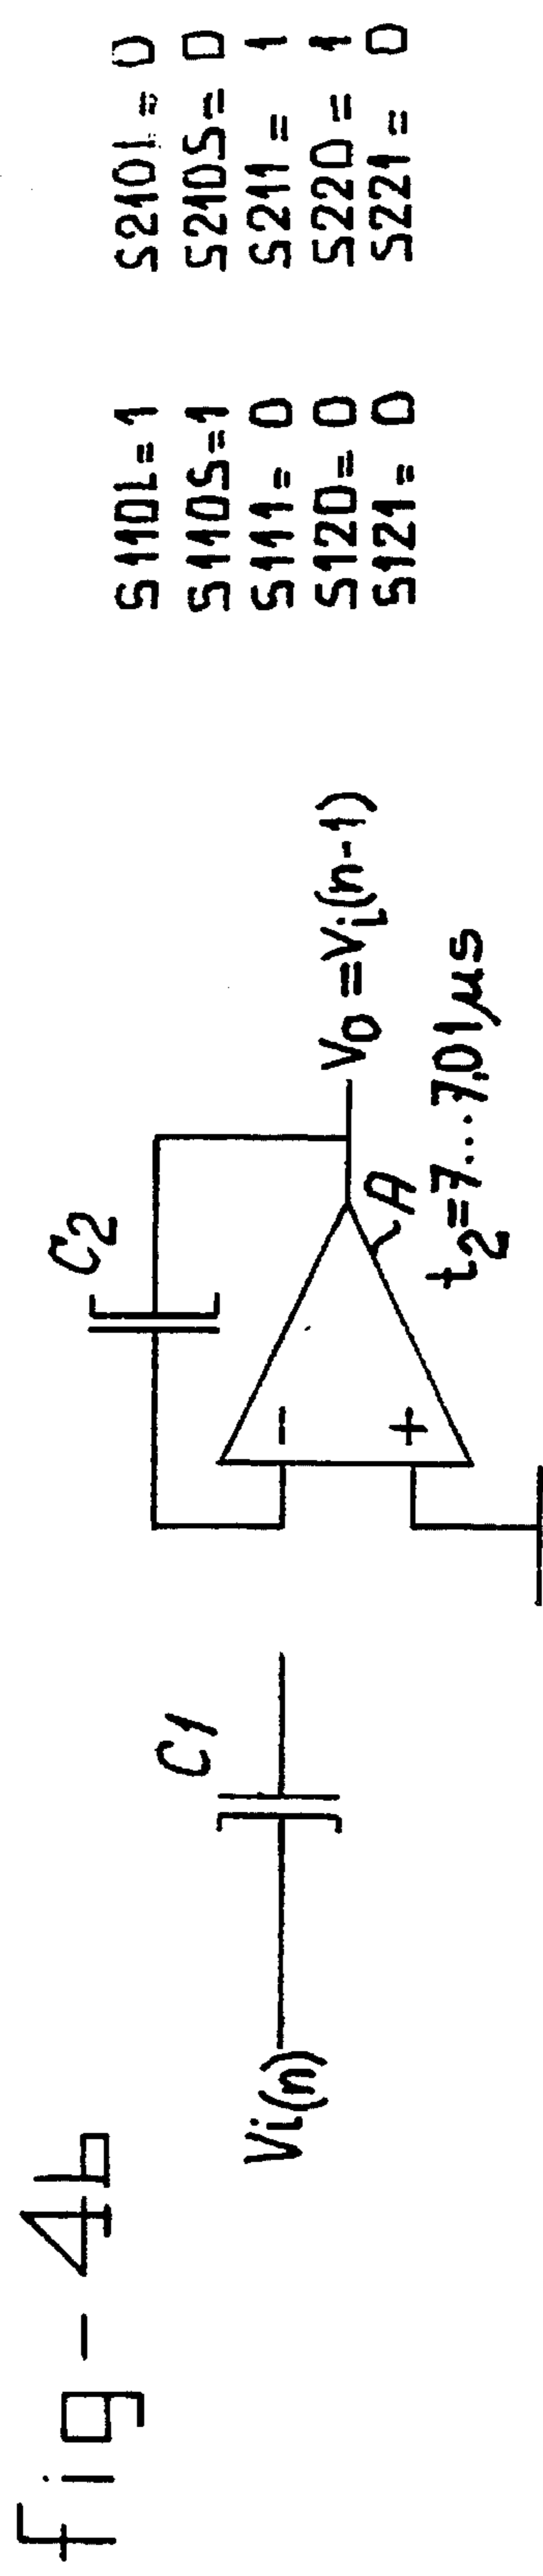 Fig-4b
Vi(n)
C1
C2
-
+
A
V0=Vi(n-1)
t2=7...7,01μs
S110L=1
S110S=1
S111=0
S120=0
S121=0
S210L=0
S210S=0
S211=1
S220=1
S221=0